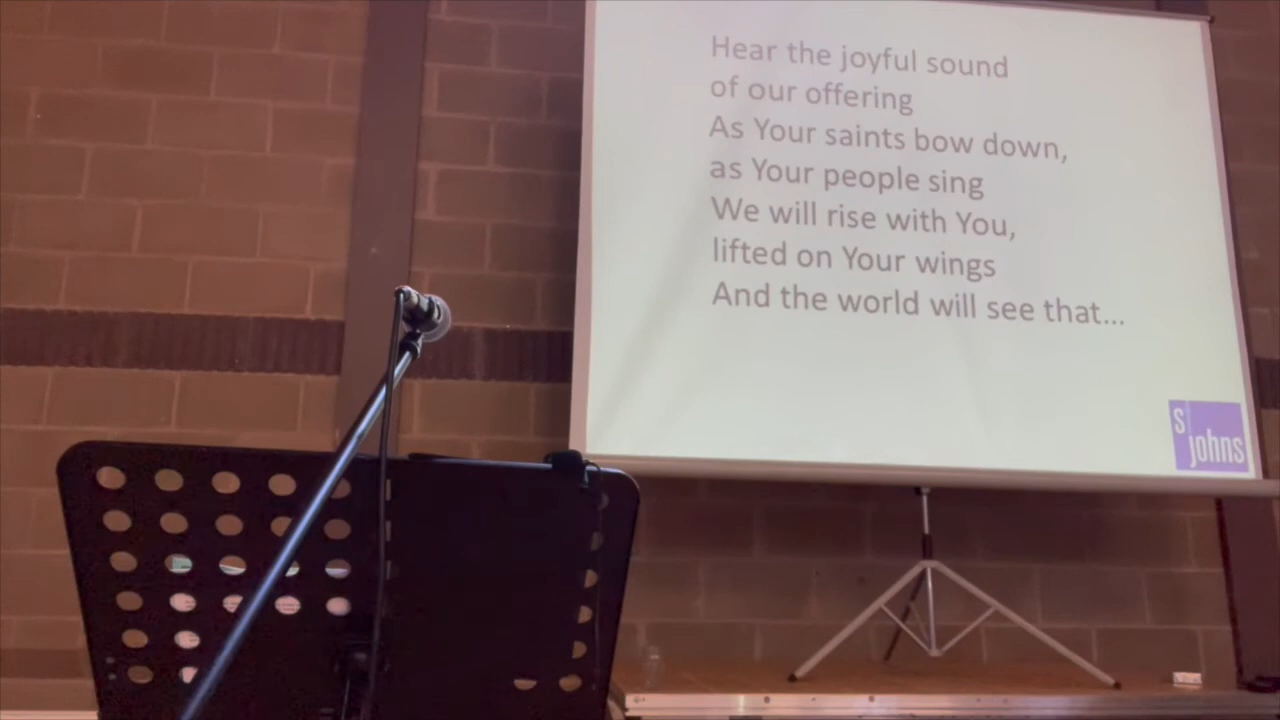 Hear the joyful sound
of our offering
As Your saints bow down,
as Your people sing
We will rise with You,
lifted on Your wings
And the world will see that...
S
johns